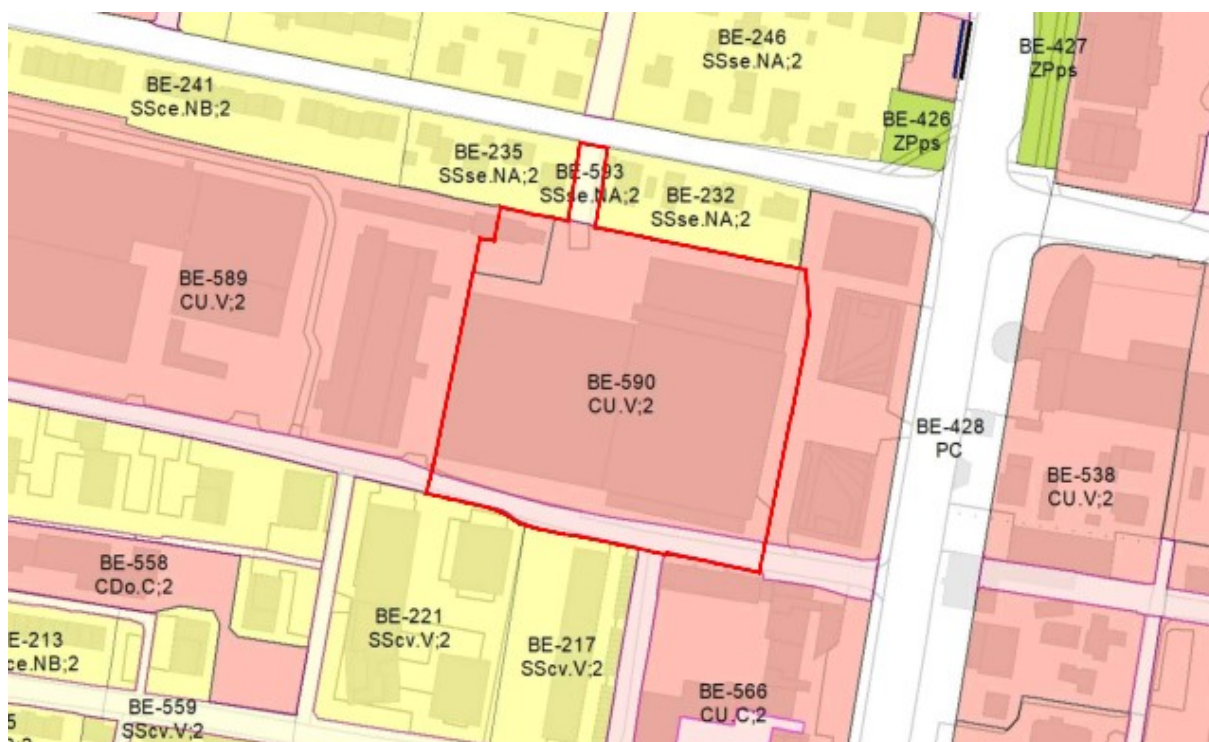 BE-246
SSse.NA;2
BE-427
ZPps
BE-241
SSce.NB;2
BE-426
ZPps
BE-235
SSse.NA;2
BE-593
SSse.NA;2
BE-232
SSse.NA;2
BE-589
CU.V;2
BE-590
CU.V;2
BE-428
PC
BE-538
CU.V;2
BE-558
CDo.C;2
BE-221
SScv.V;2
E-213
ce.NB;2
BE-217
SScv.V;2
BE-566
CU.C;2
BE-559
SScv.V;2